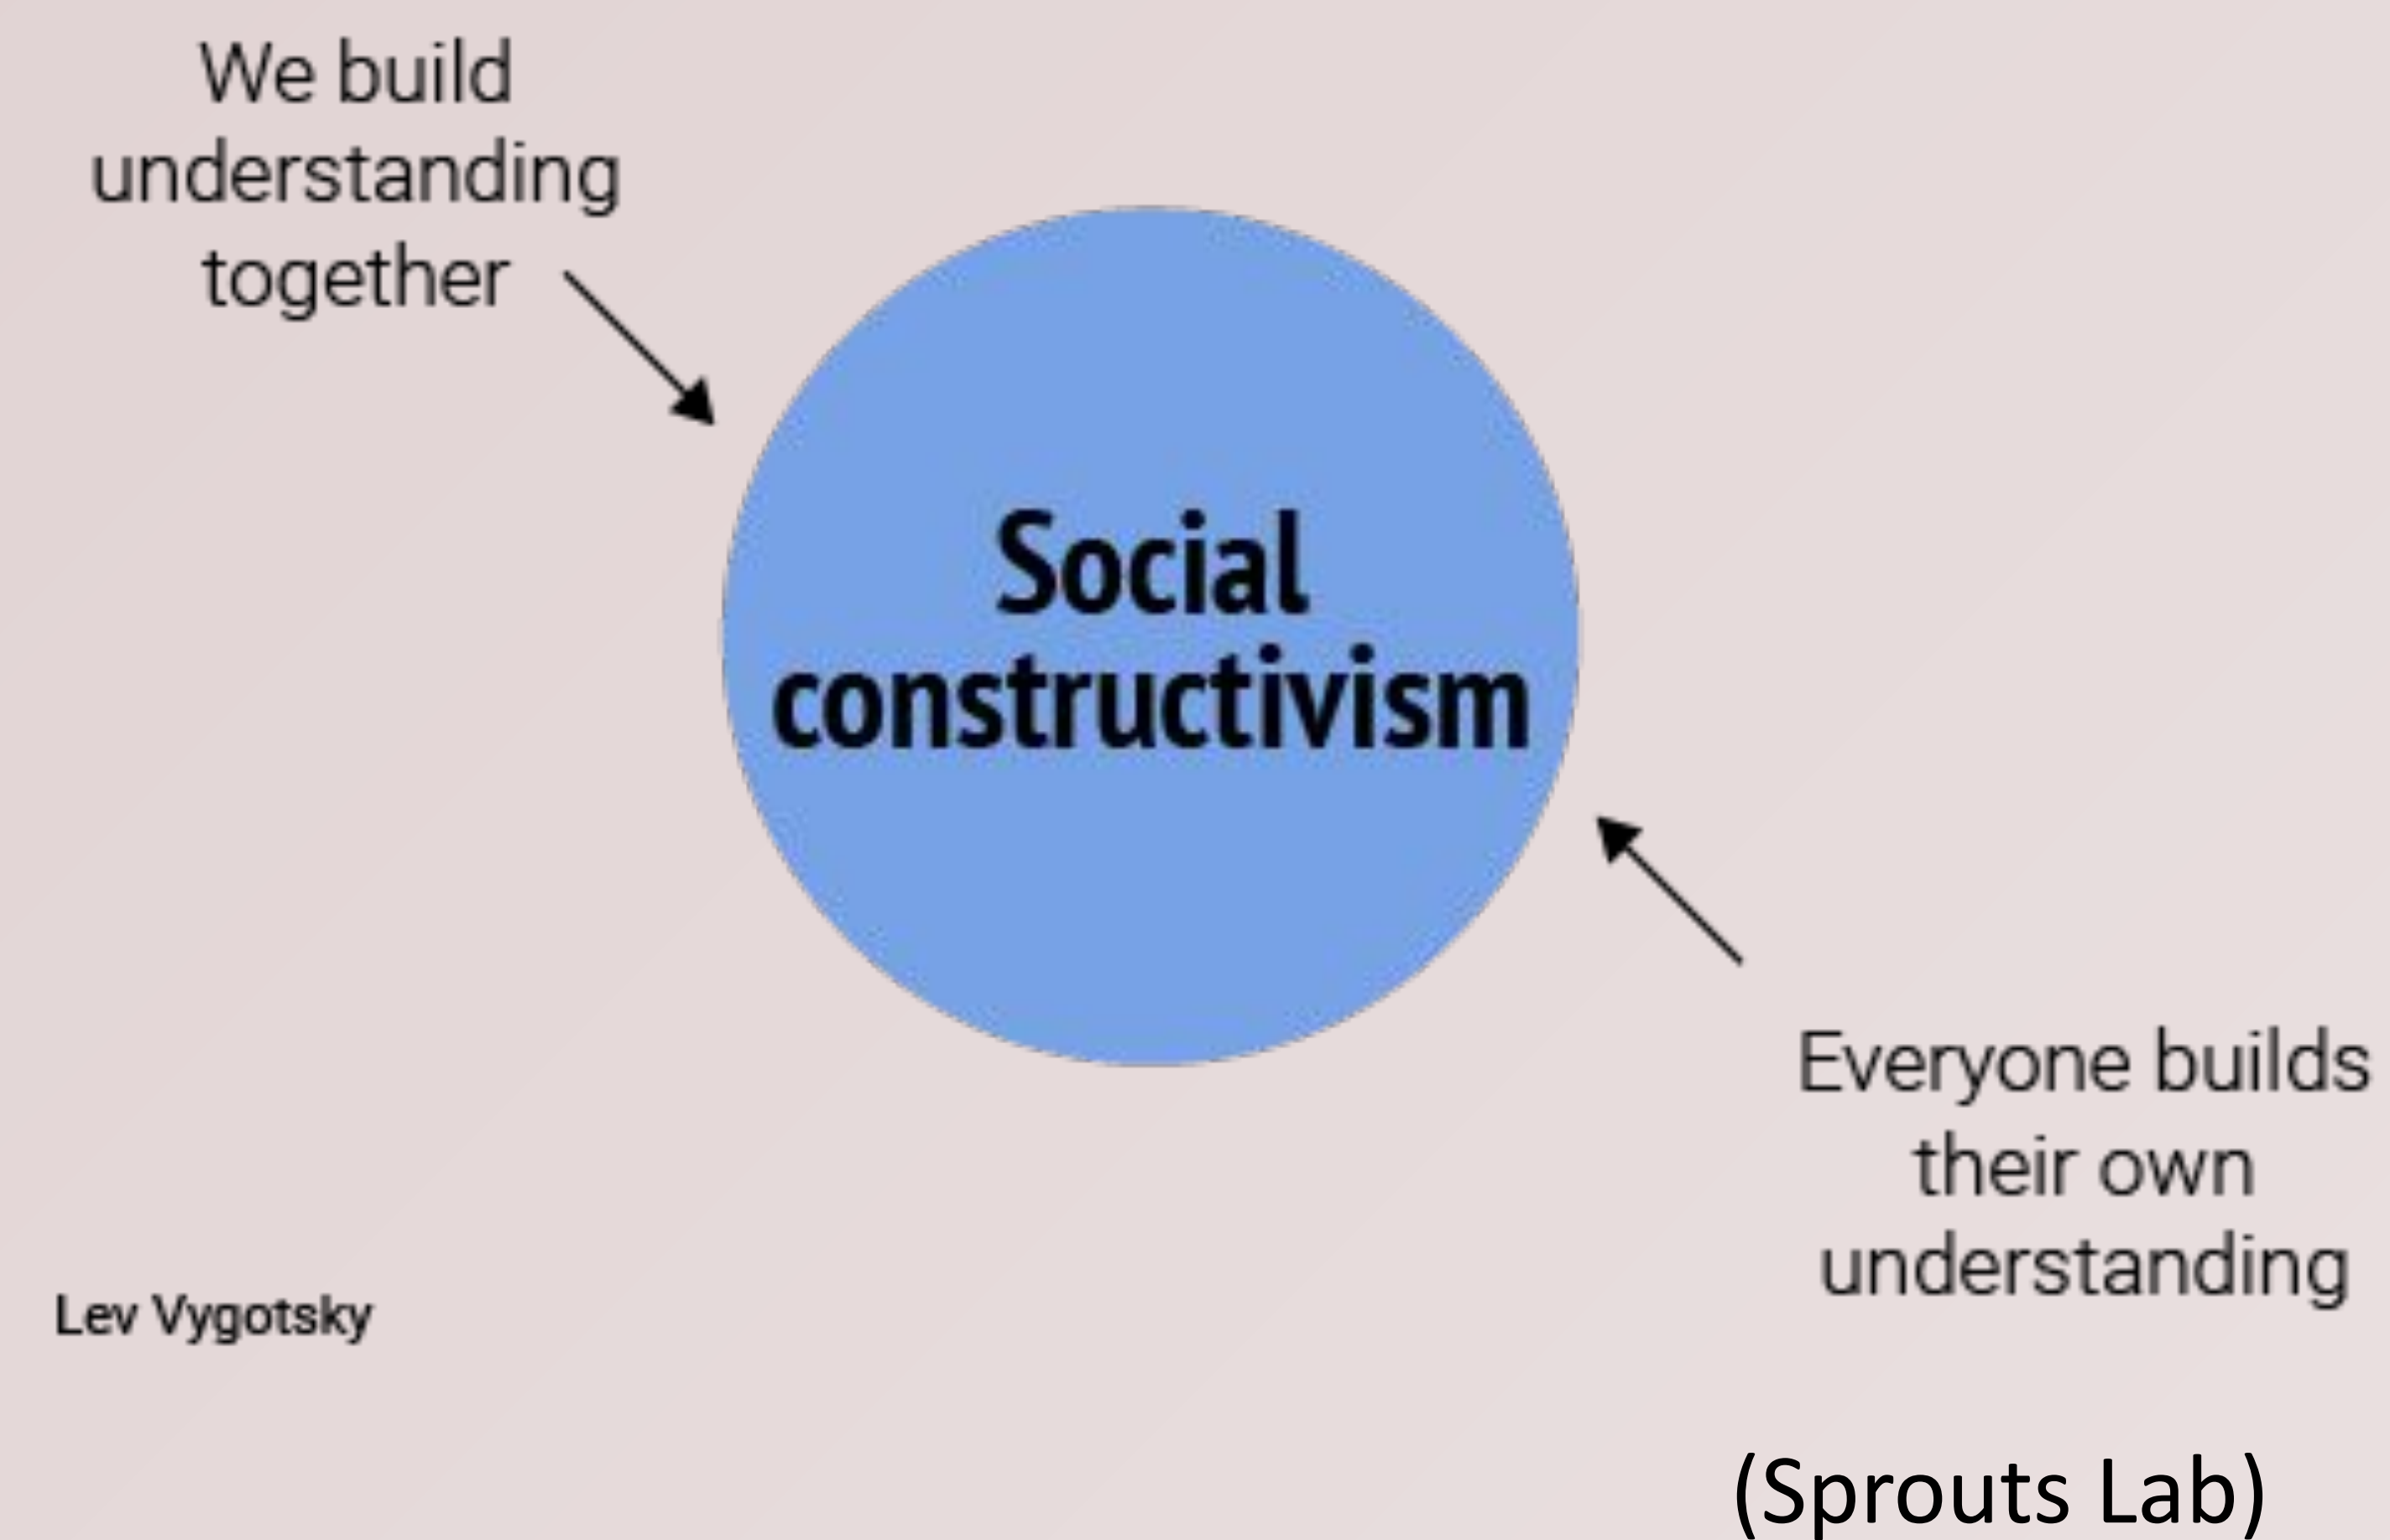 We build
understanding
together
Social
constructivism
Everyone builds
their own
understanding
Lev Vygotsky
(Sprouts Lab)